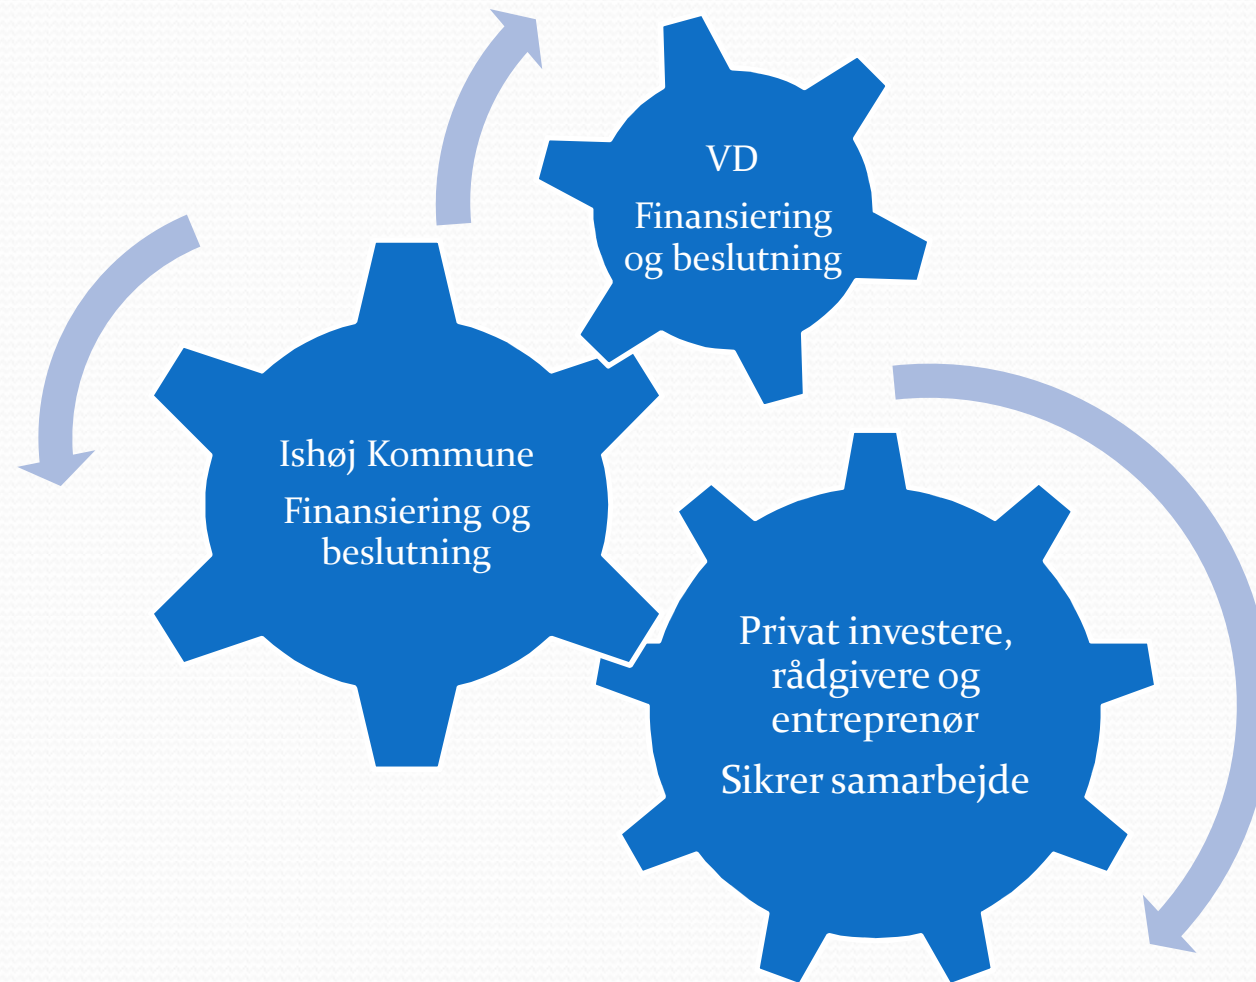 VD
Finansiering
og beslutning
Ishøj Kommune
Finansiering og
beslutning
Privat investere,
rådgivere og
entreprenør
Sikrer samarbejde